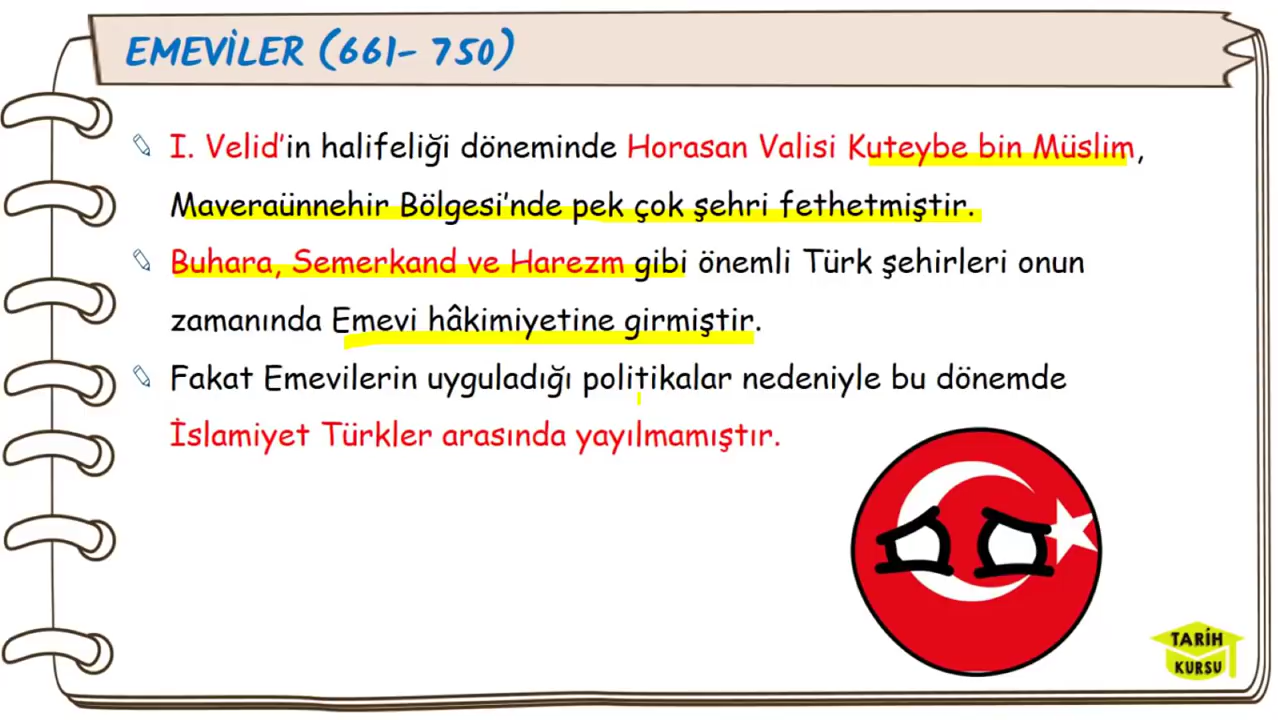 EMEVİLER (661- 750)
I. Velid'in halifeliği döneminde Horasan Valisi Kuteybe bin Müslim,
Maveraünnehir Bölgesi'nde pek çok şehri fethetmiştir.
Buhara, Semerkand ve Harezm gibi önemli Türk şehirleri onun
zamanında Emevi hâkimiyetine girmiştir.
Fakat Emevilerin uyguladığı politikalar nedeniyle bu dönemde
İslamiyet Türkler arasında yayılmamıştır.
TARİH
KURSU